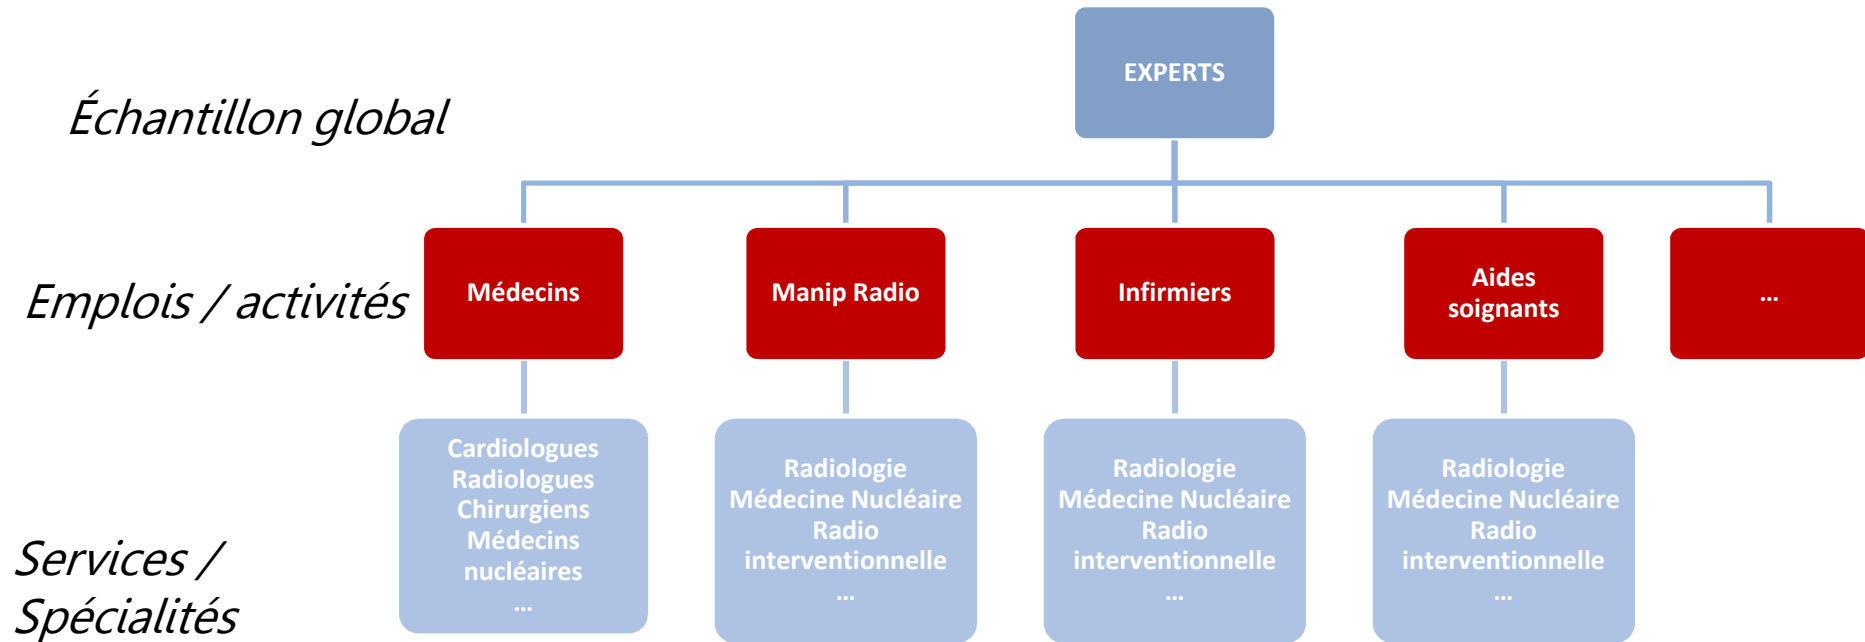 EXPERTS
Échantillon global
Emplois / activités
Médecins
Manip Radio
Infirmiers
Aides
soignants
...
Services /
Spécialités
Cardiologues
Radiologues
Chirurgiens
Médecins
nucléaires
...
Radiologie
Médecine Nucléaire
Radio
interventionnelle
...
Radiologie
Médecine Nucléaire
Radio
interventionnelle
...
Radiologie
Médecine Nucléaire
Radio
interventionnelle
...